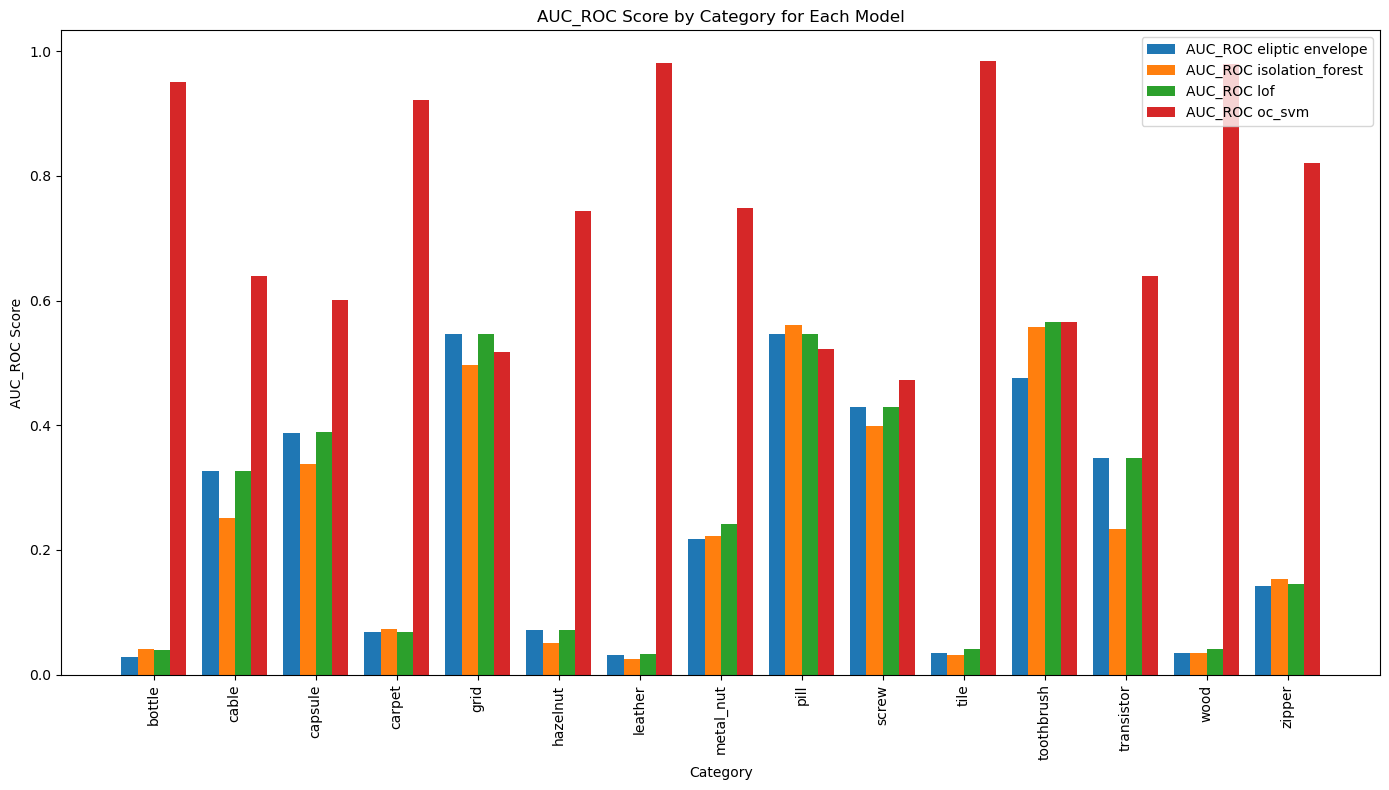 AUC_ROC Score by Category for Each Model
AUC_ROC eliptic envelope
AUC_ROC isolation_forest
AUC_ROC lof
AUC_ROC oc_svm
AUC_ROC Score
1.0
0.8
0.6
0.4
0.2
0.0
bottle
cable
capsule
carpet
grid
hazelnut
leather
metal_nut
pill
screw
tile
toothbrush
transistor
wood
zipper
Category